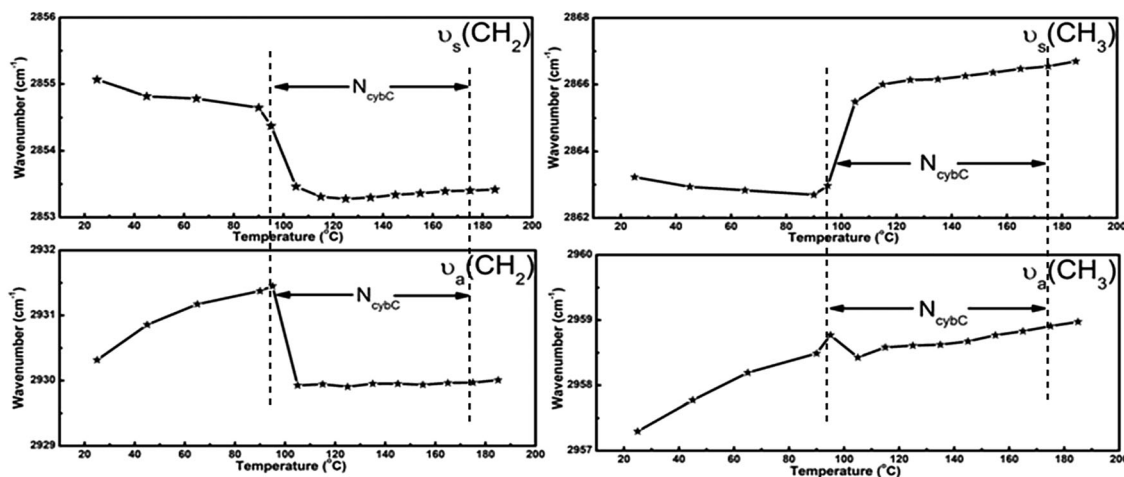 2856
2855
2854
2853
Wavenumber (cm⁻¹)
υₛ(CH₂)
N_cybC
20 40 60 80 100 120 140 160 180 200
Temperature (°C)
2868
2866
2864
2862
Wavenumber (cm⁻¹)
υₛ(CH₃)
N_cybC
20 40 60 80 100 120 140 160 180 200
Temperature (°C)
2932
2931
2930
2929
Wavenumber (cm⁻¹)
υₐ(CH₂)
N_cybC
20 40 60 80 100 120 140 160 180 200
Temperature (°C)
2960
2959
2958
2957
Wavenumber (cm⁻¹)
υₐ(CH₃)
N_cybC
20 40 60 80 100 120 140 160 180 200
Temperature (°C)